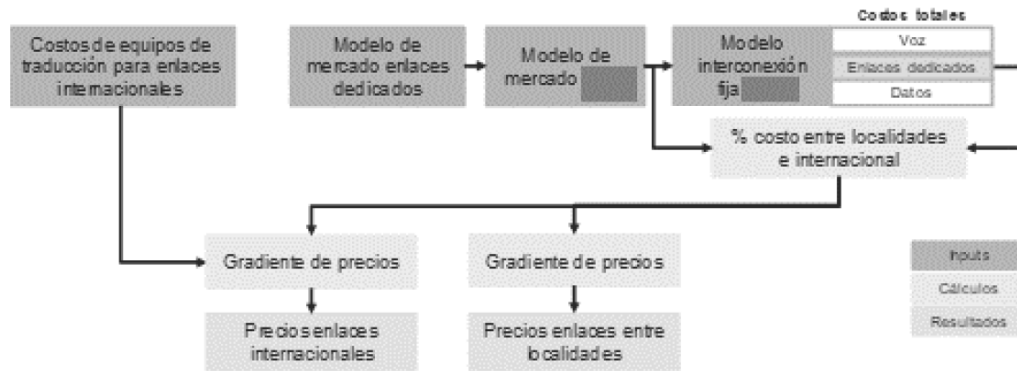 Costos totales
Costos de equipos de
traducción para enlaces
internacionales
Modelo de
mercado enlaces
dedicados
Modelo de
mercado
Modelo
interconexión
fija
Voz
Enlaces dedicados
Datos
% costo entre localidades
e internacional
Gradiente de precios
Gradiente de precios
Precios enlaces
internacionales
Precios enlaces entre
localidades
Inputs
Cálculos
Resultados